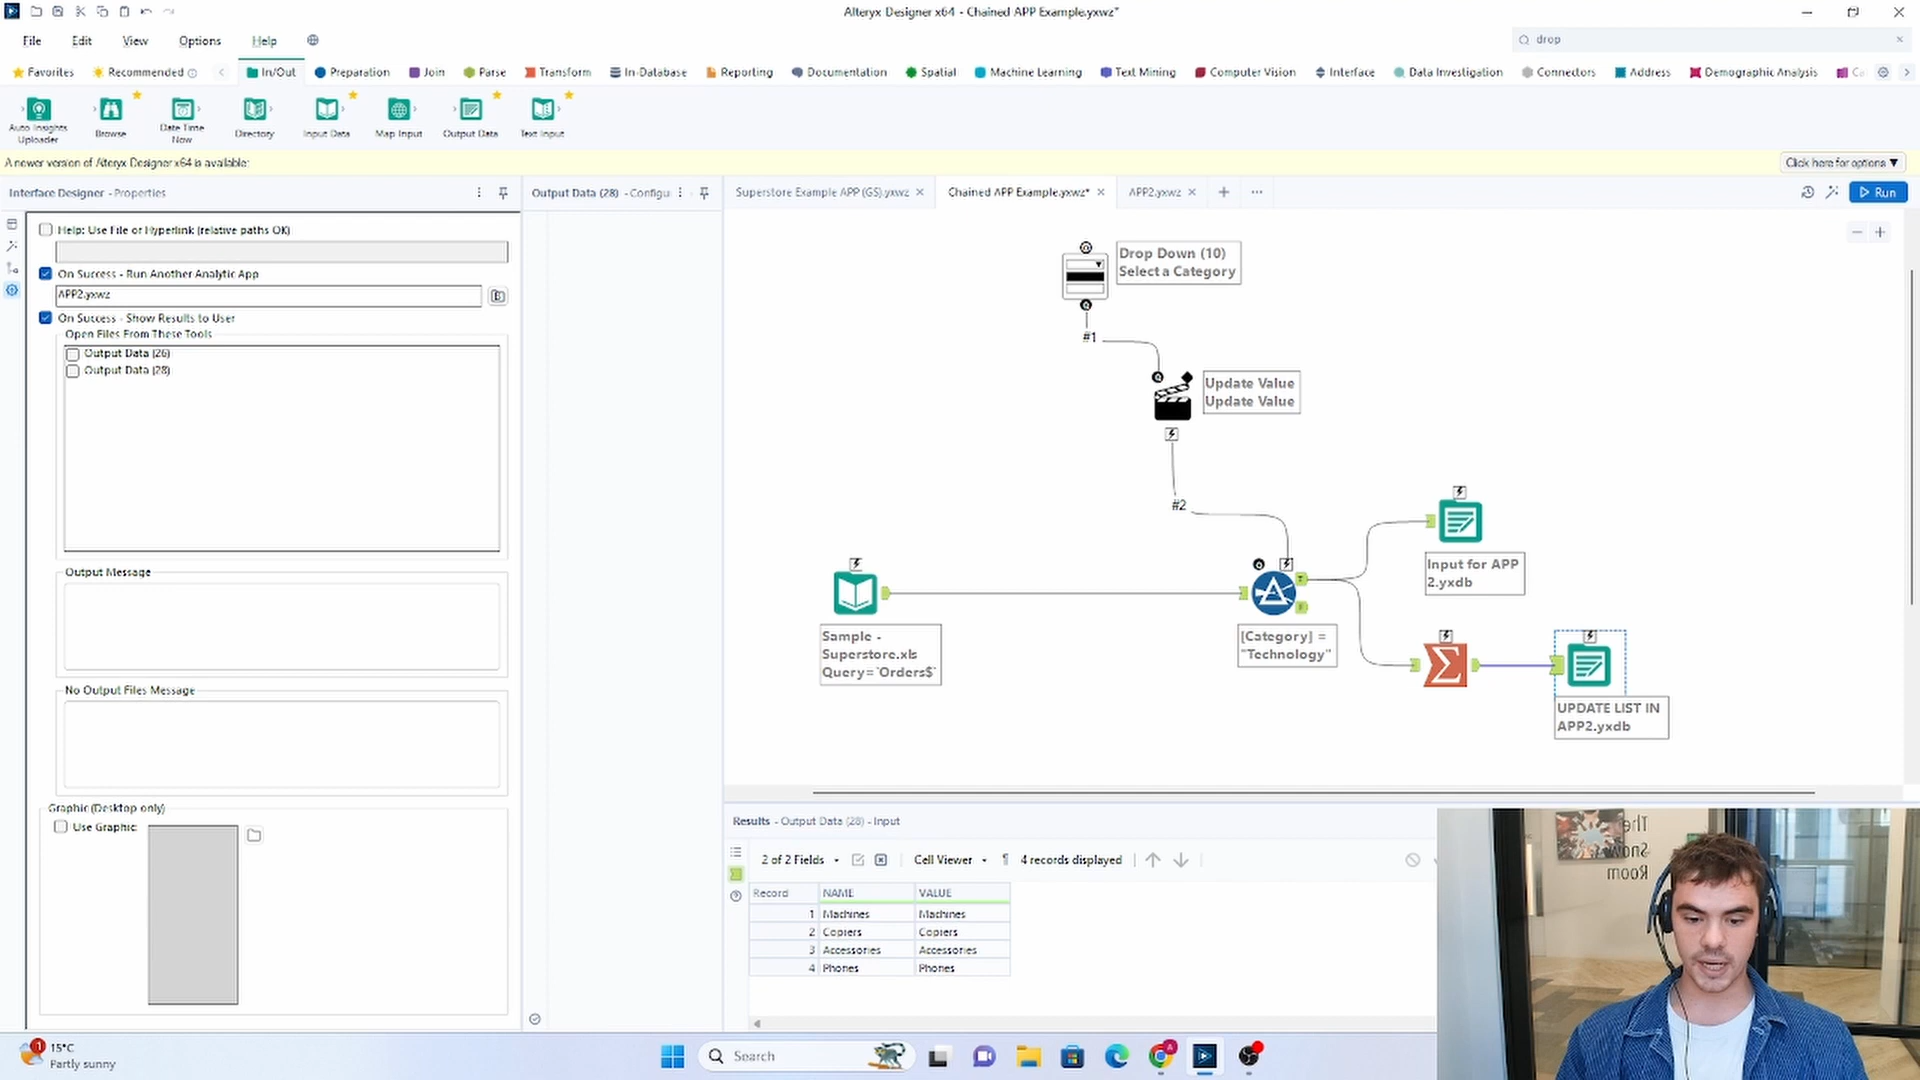 Alteryx Designer x64 - Chained APP Example.yxwz*
File Edit View Options Help
drop
Favorites Recommended In/Out Preparation Join Parse Transform In-Database Reporting Documentation Spatial Machine Learning Text Mining Computer Vision Interface Data Investigation Connectors Address Demographic Analysis Ca
Auto Insights Uploader
Browse
Date Time Now
Directory
Input Data
Map Input
Output Data
Text Input
A newer version of Alteryx Designer x64 is available:
Click here for options ▼
Interface Designer - Properties
Output Data (28) - Configu
Superstore Example APP (GS).yxwz
Chained APP Example.yxwz*
APP2.yxwz
Run
Help: Use File or Hyperlink (relative paths OK)
On Success - Run Another Analytic App
APP2.yxwz
On Success - Show Results to User
Open Files From These Tools
Output Data (26)
Output Data (28)
Output Message
No Output Files Message
Graphic (Desktop only)
Use Graphic:
Drop Down (10)
Select a Category
#1
Update Value
Update Value
#2
Input for APP
2.yxdb
Sample -
Superstore.xls
Query=`Orders$`
[Category] =
"Technology"
T
F
UPDATE LIST IN
APP2.yxdb
Results - Output Data (28) - Input
2 of 2 Fields Cell Viewer 4 records displayed
Record NAME VALUE
1 Machines Machines
2 Copiers Copiers
3 Accessories Accessories
4 Phones Phones
The
Snow
Room
1
15°C
Partly sunny
Search